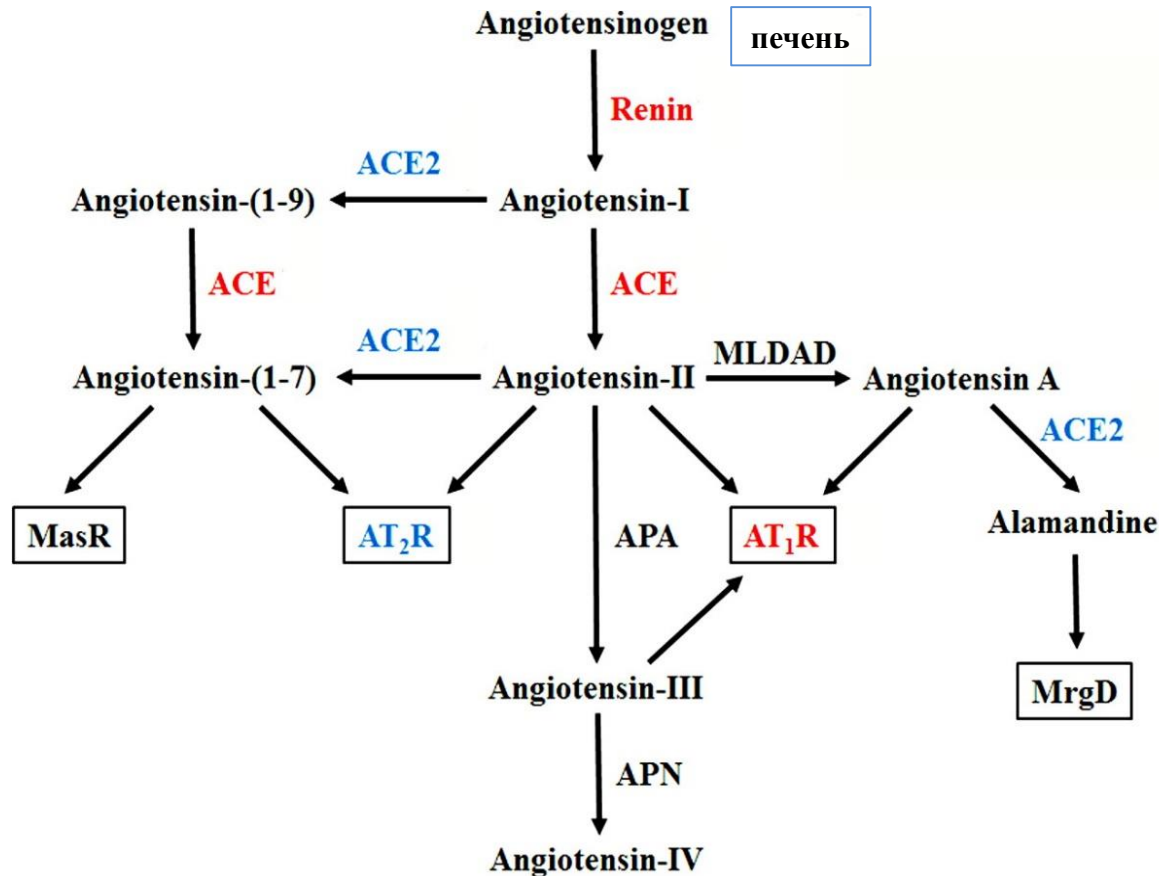 Angiotensinogen
печень
Renin
ACE2
Angiotensin-(1-9)
Angiotensin-I
ACE
ACE
ACE2
MLDAD
Angiotensin-(1-7)
Angiotensin-II
Angiotensin A
ACE2
MasR
AT₂R
APA
AT₁R
Alamandine
Angiotensin-III
MrgD
APN
Angiotensin-IV